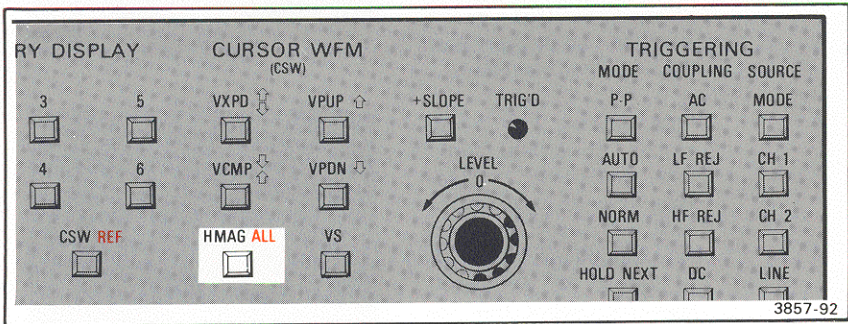 RY DISPLAY
CURSOR WFM
(CSW)
TRIGGERING
MODE COUPLING SOURCE
3 5 VXPD VPUP +SLOPE TRIG'D P-P AC MODE
4 6 VCMP VPDN LEVEL AUTO LF REJ CH 1
0
CSW REF HMAG ALL VS NORM HF REJ CH 2
HOLD NEXT DC LINE
3857-92